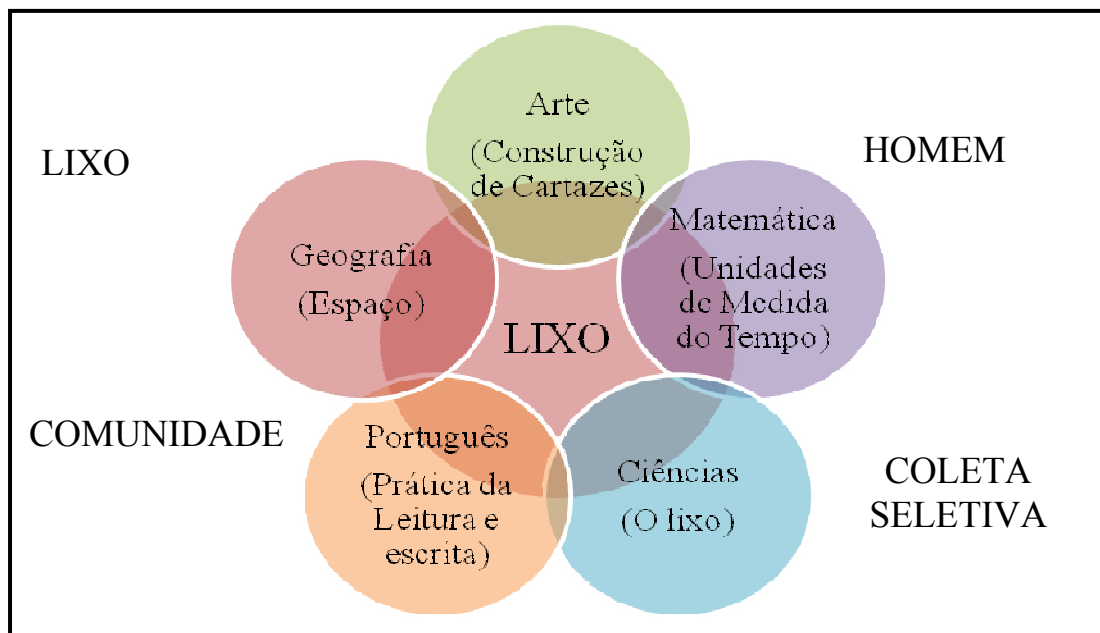 Arte
(Construção
de Cartazes)
LIXO
HOMEM
Geografia
(Espaço)
Matemática
(Unidades
de Medida
do Tempo)
LIXO
COMUNIDADE
Português
(Prática da
Leitura e
escrita)
Ciências
(O lixo)
COLETA
SELETIVA